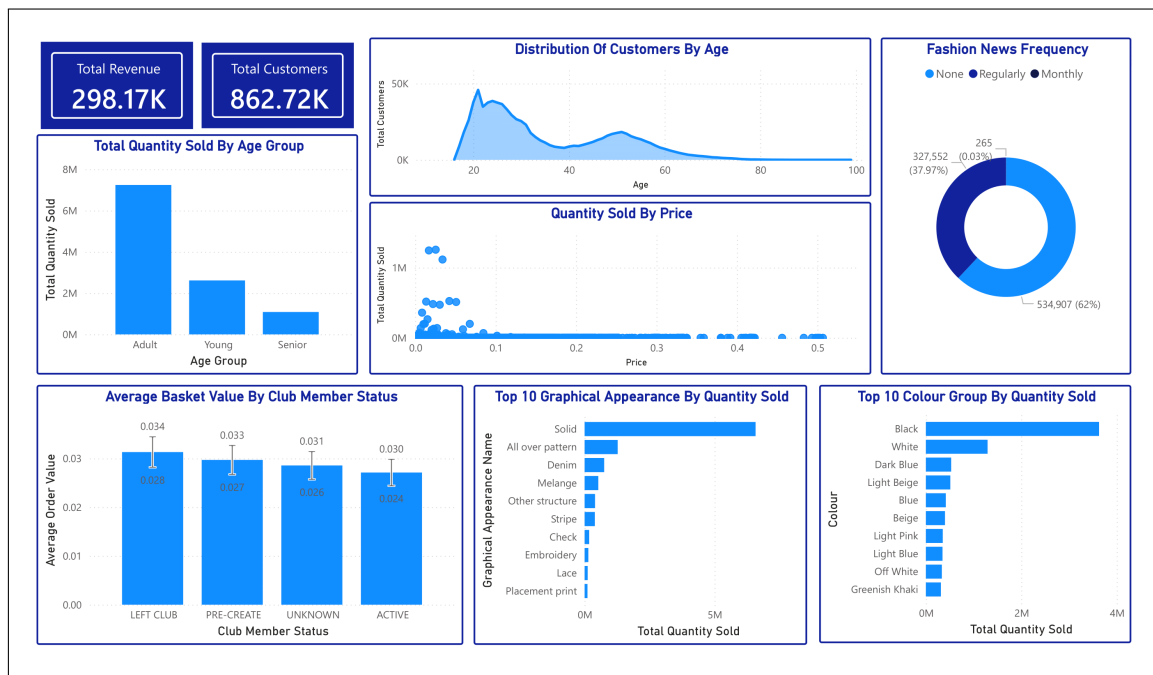 Total Revenue
298.17K
Total Customers
862.72K
Distribution Of Customers By Age
Total Customers
50K
0K
20
40
60
80
100
Age
Fashion News Frequency
None Regularly Monthly
265
(0.03%)
327,552
(37.97%)
534,907 (62%)
Total Quantity Sold By Age Group
Total Quantity Sold
8M
6M
4M
2M
0M
Adult
Young
Senior
Age Group
Quantity Sold By Price
Total Quantity Sold
1M
0M
0.0
0.1
0.2
0.3
0.4
0.5
Price
Average Basket Value By Club Member Status
Average Order Value
0.03
0.02
0.01
0.00
0.034
0.028
0.033
0.027
0.031
0.026
0.030
0.024
LEFT CLUB
PRE-CREATE
UNKNOWN
ACTIVE
Club Member Status
Top 10 Graphical Appearance By Quantity Sold
Graphical Appearance Name
Solid
All over pattern
Denim
Melange
Other structure
Stripe
Check
Embroidery
Lace
Placement print
0M
5M
Total Quantity Sold
Top 10 Colour Group By Quantity Sold
Colour
Black
White
Dark Blue
Light Beige
Blue
Beige
Light Pink
Light Blue
Off White
Greenish Khaki
0M
2M
4M
Total Quantity Sold